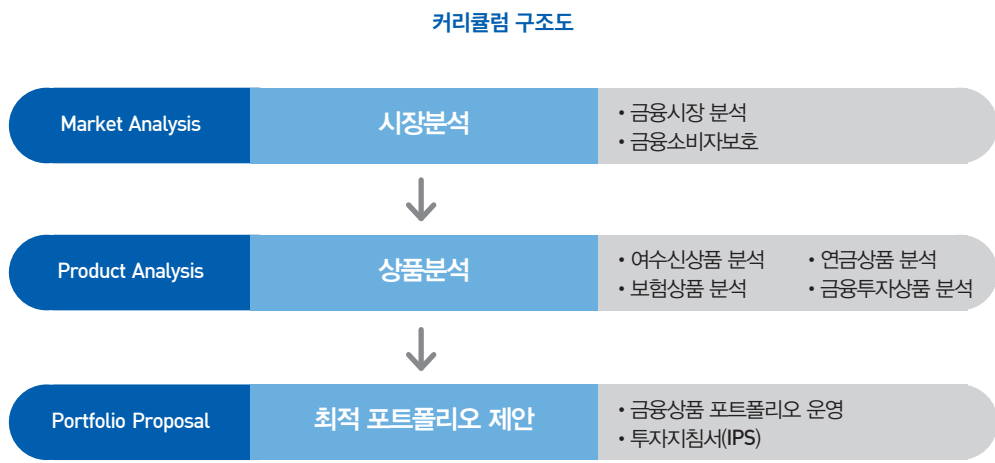 커리큘럼 구조도
Market Analysis
시장분석
• 금융시장 분석
• 금융소비자보호
Product Analysis
상품분석
• 여수신상품 분석 • 연금상품 분석
• 보험상품 분석 • 금융투자상품 분석
Portfolio Proposal
최적 포트폴리오 제안
• 금융상품 포트폴리오 운영
• 투자지침서(IPS)